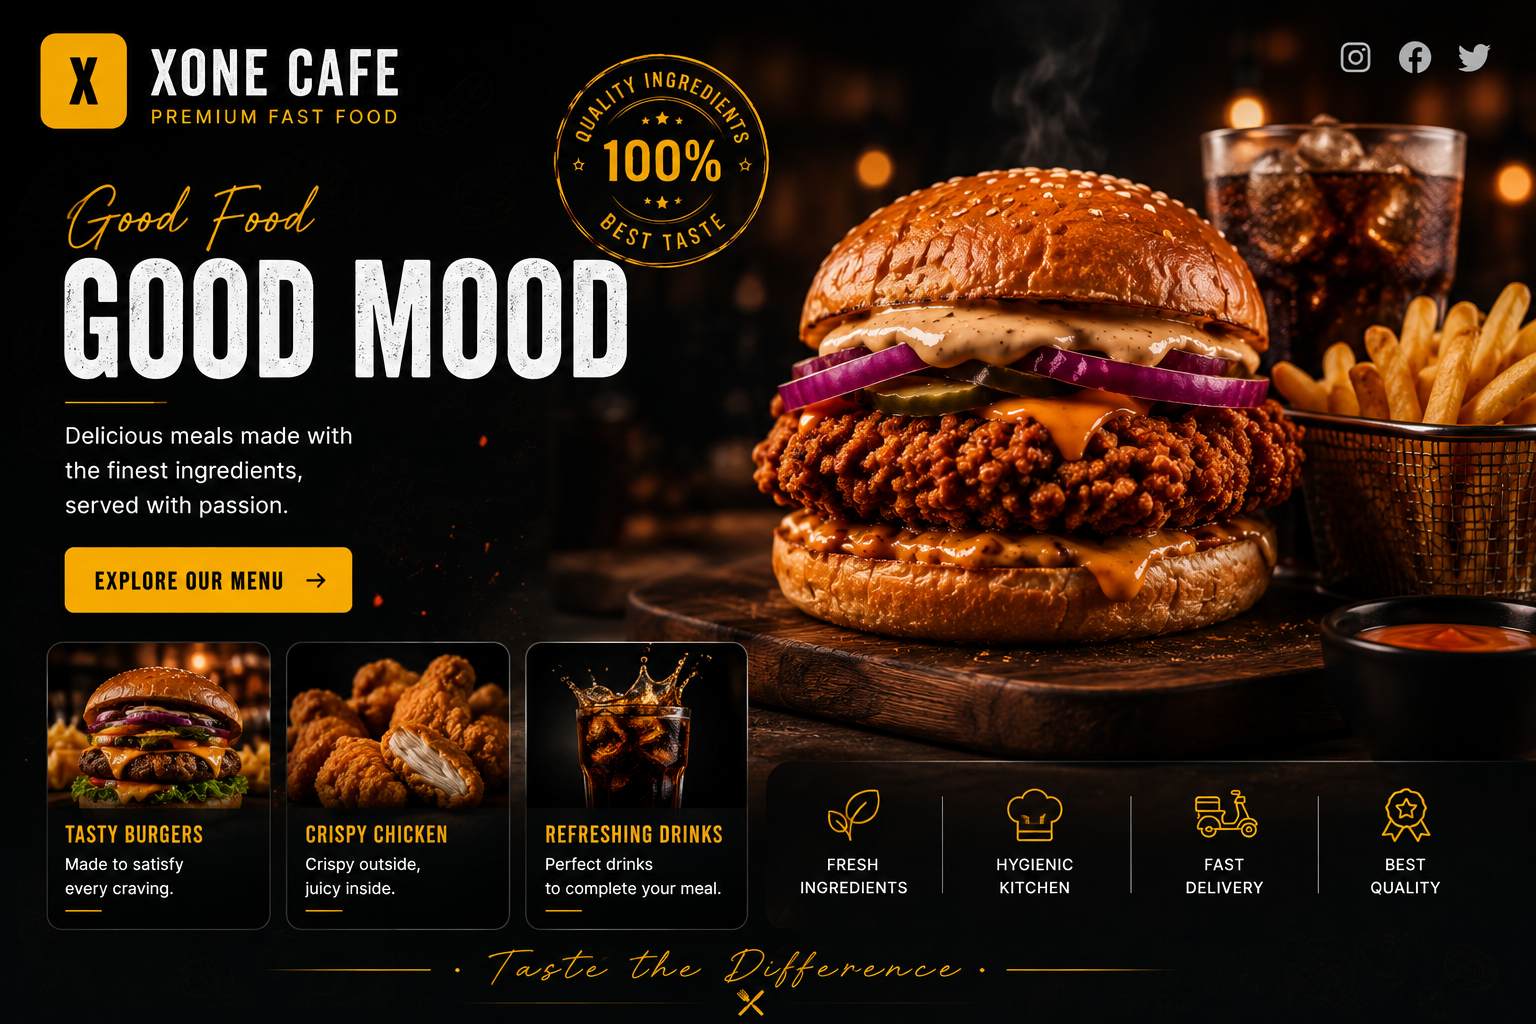 X
XONE CAFE
PREMIUM FAST FOOD
QUALITY INGREDIENTS
100%
BEST TASTE
Good Food
GOOD MOOD
Delicious meals made with
the finest ingredients,
served with passion.
EXPLORE OUR MENU →
TASTY BURGERS
Made to satisfy
every craving.
CRISPY CHICKEN
Crispy outside,
juicy inside.
REFRESHING DRINKS
Perfect drinks
to complete your meal.
FRESH
INGREDIENTS
HYGIENIC
KITCHEN
FAST
DELIVERY
BEST
QUALITY
Taste the Difference